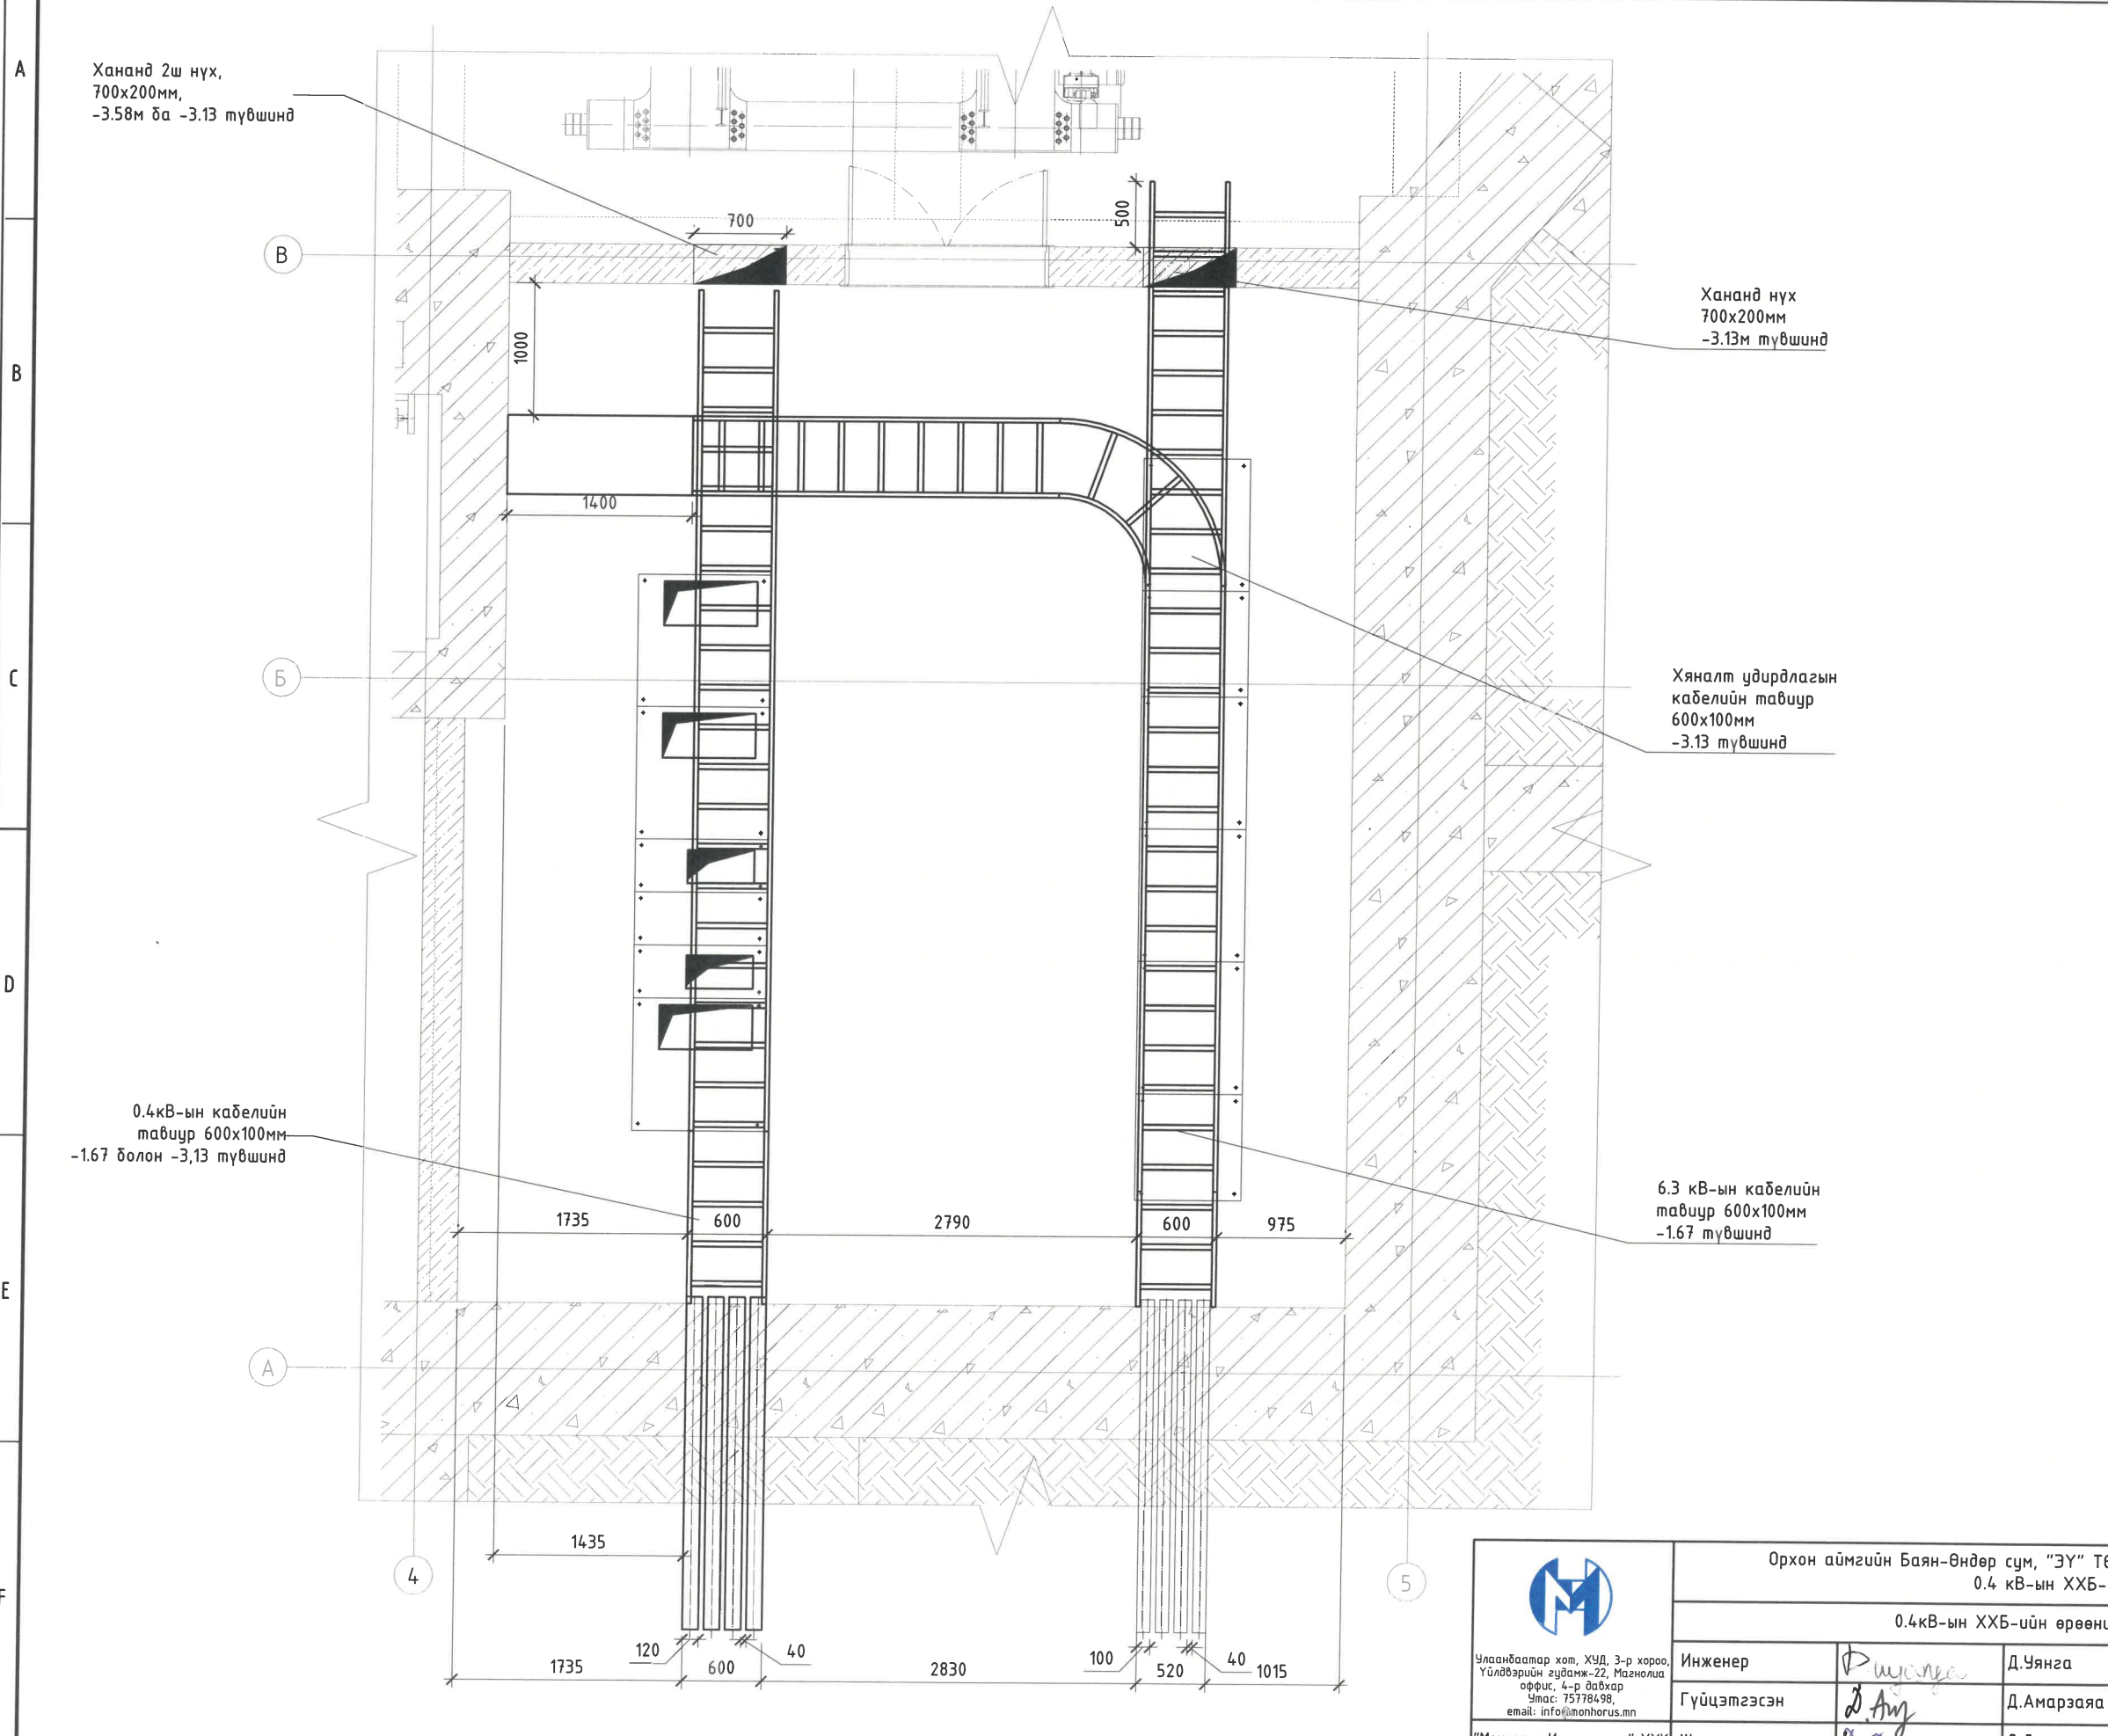 A
Хананд 2ш нүх,
700x200мм,
-3.58м ба -3.13 түвшинд
700
500
В
Хананд нүх
700x200мм
-3.13м түвшинд
1000
B
1400
C
Б
Хяналт удирдлагын
кабелийн тавиур
600x100мм
-3.13 түвшинд
D
0.4кВ-ын кабелийн
тавиур 600x100мм
-1.67 болон -3,13 түвшинд
6.3 кВ-ын кабелийн
тавиур 600x100мм
-1.67 түвшинд
1735
600
2790
600
975
E
А
1435
4
5
F
120
40
100
40
1735
600
2830
520
1015
Орхон аймгийн Баян-Өндөр сум, "ЭҮ"
0.4 кВ-ын ХХБ-
0.4кВ-ын ХХБ-ийн
Улаанбаатар хот, ХУД, 3-р хороо,
Үйлдвэрийн гудамж-22, Магнолиа
оффис, 4-р давхар
Утас: 75778498,
email: info@monhorus.mn
Инженер
Д.Уянга
Гүйцэтгэсэн
Д.Амарзаяа